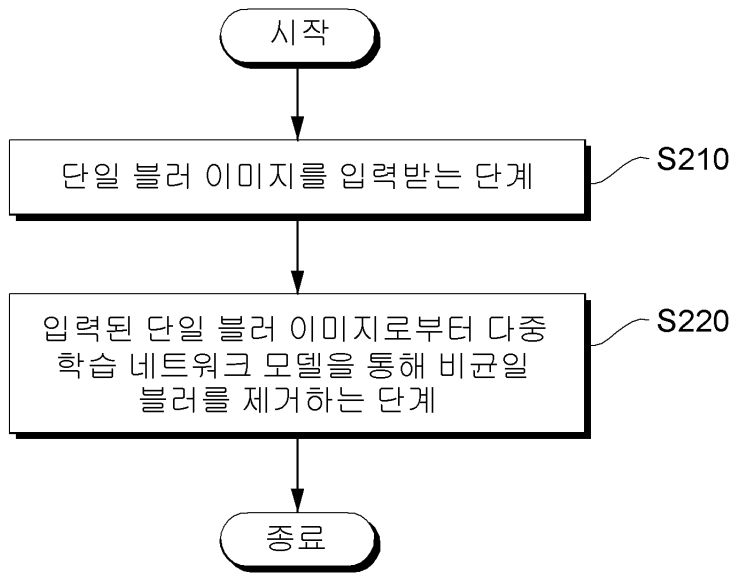 시작
단일 블러 이미지를 입력받는 단계
S210
입력된 단일 블러 이미지로부터 다중
학습 네트워크 모델을 통해 비균일
블러를 제거하는 단계
S220
종료